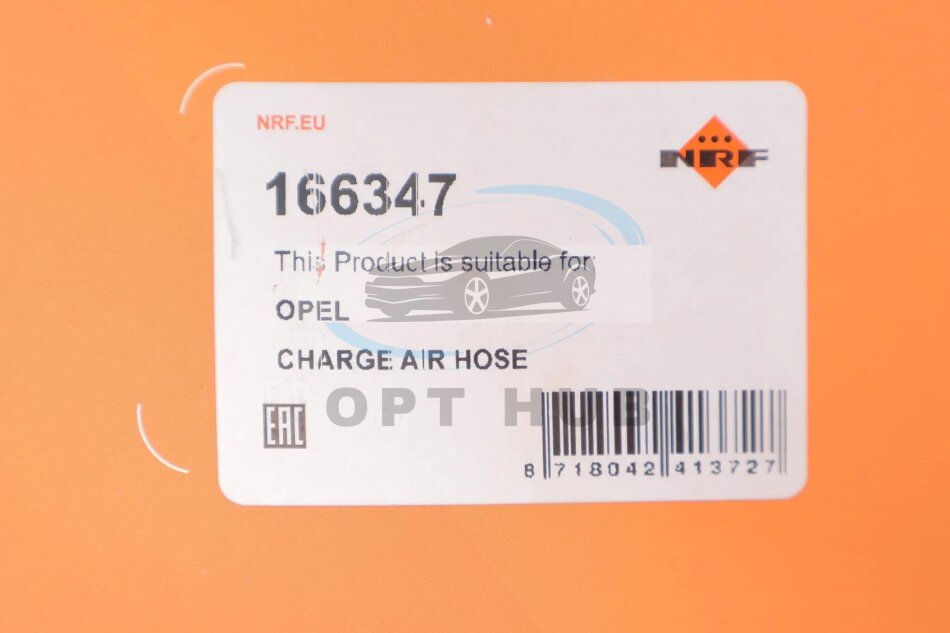 NRF.EU
NRF
166347
This Product is suitable for:
OPEL
CHARGE AIR HOSE
OPT HUB
EAC
8 718042 413727